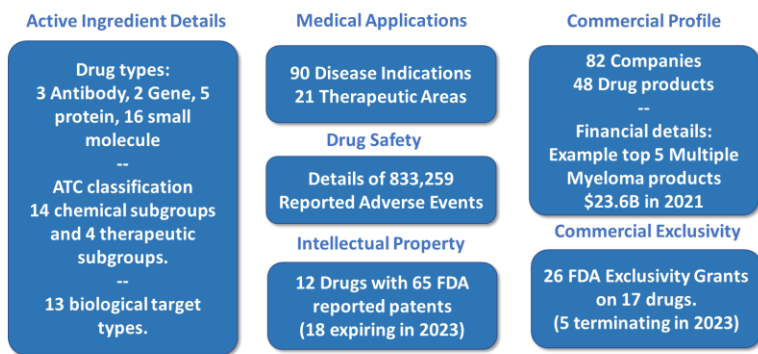 Active Ingredient Details
Drug types:
3 Antibody, 2 Gene, 5
protein, 16 small
molecule
--
ATC classification
14 chemical subgroups
and 4 therapeutic
subgroups.
--
13 biological target
types.
Medical Applications
90 Disease Indications
21 Therapeutic Areas
Drug Safety
Details of 833,259
Reported Adverse Events
Intellectual Property
12 Drugs with 65 FDA
reported patents
(18 expiring in 2023)
Commercial Profile
82 Companies
48 Drug products
--
Financial details:
Example top 5 Multiple
Myeloma products
$23.6B in 2021
Commercial Exclusivity
26 FDA Exclusivity Grants
on 17 drugs.
(5 terminating in 2023)